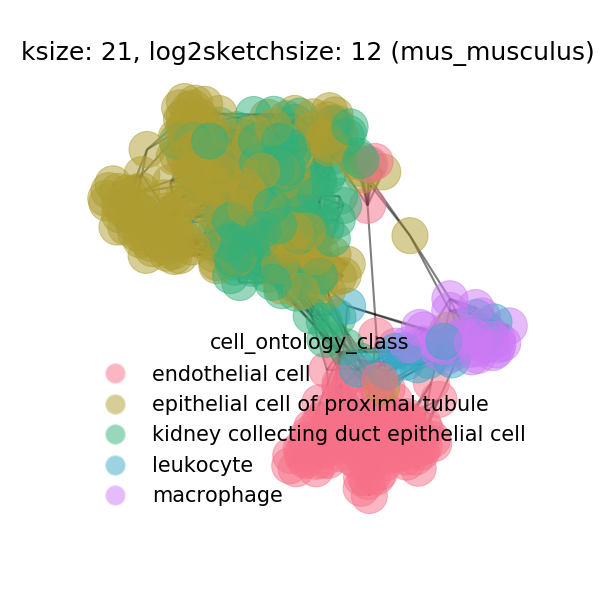 ksize: 21, log2sketchsize: 12 (mus_musculus)
cell_ontology_class
endothelial cell
epithelial cell of proximal tubule
kidney collecting duct epithelial cell
leukocyte
macrophage